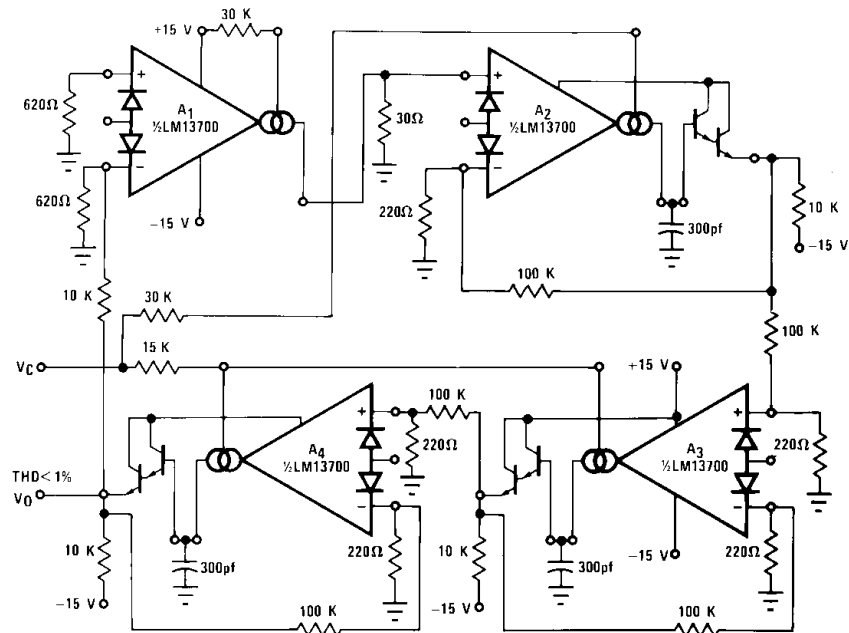 +15 V
30 K
620Ω
+
A1
½LM13700
−
620Ω
−15 V
30Ω
+
A2
½LM13700
−
220Ω
300pf
10 K
−15 V
100 K
10 K
30 K
100 K
VC
15 K
+15 V
100 K
+
A4
½LM13700
−
220Ω
+
A3
½LM13700
−
220Ω
THD<1%
VO
10 K
−15 V
300pf
220Ω
100 K
10 K
−15 V
300pf
−15 V
220Ω
100 K